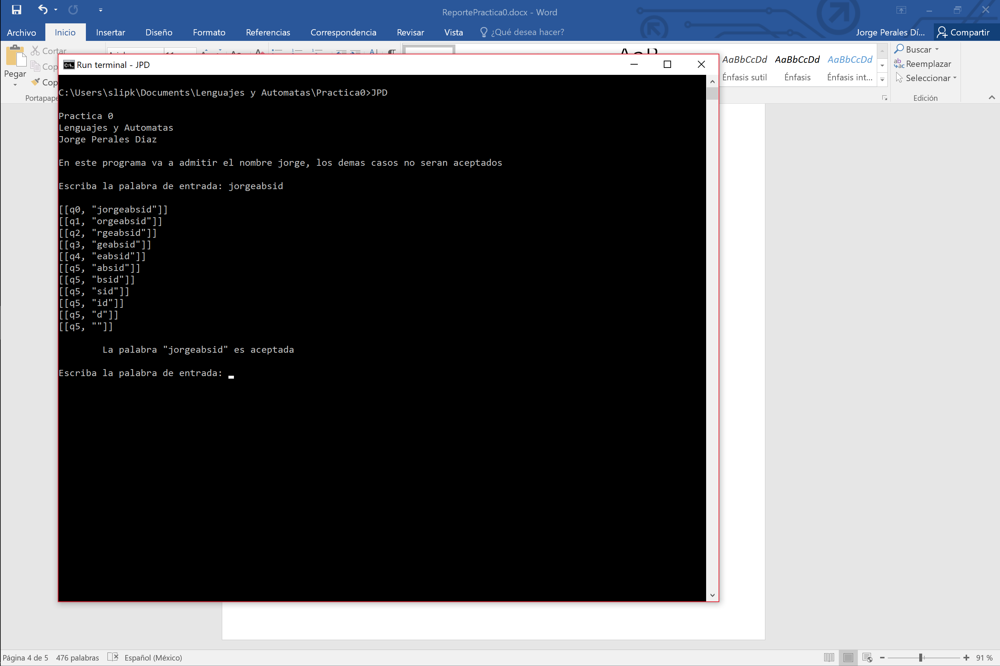 ReportePractica0.docx - Word
Archivo Inicio Insertar Diseño Formato Referencias Correspondencia Revisar Vista ¿Qué desea hacer? Jorge Perales Dí... Compartir
Cortar
Pegar
Portapape
AaBbCcDd AaBbCcDd AaBbCcDd
Énfasis sutil Énfasis Énfasis int...
Buscar
Reemplazar
Seleccionar
Edición
Run terminal - JPD
C:\Users\slipk\Documents\Lenguajes y Automatas\Practica0>JPD
Practica 0
Lenguajes y Automatas
Jorge Perales Diaz
En este programa va a admitir el nombre jorge, los demas casos no seran aceptados
Escriba la palabra de entrada: jorgeabsid
[[q0, "jorgeabsid"]]
[[q1, "orgeabsid"]]
[[q2, "rgeabsid"]]
[[q3, "geabsid"]]
[[q4, "eabsid"]]
[[q5, "absid"]]
[[q5, "bsid"]]
[[q5, "sid"]]
[[q5, "id"]]
[[q5, "d"]]
[[q5, ""]]
La palabra "jorgeabsid" es aceptada
Escriba la palabra de entrada:
Página 4 de 5 476 palabras Español (México) 91 %